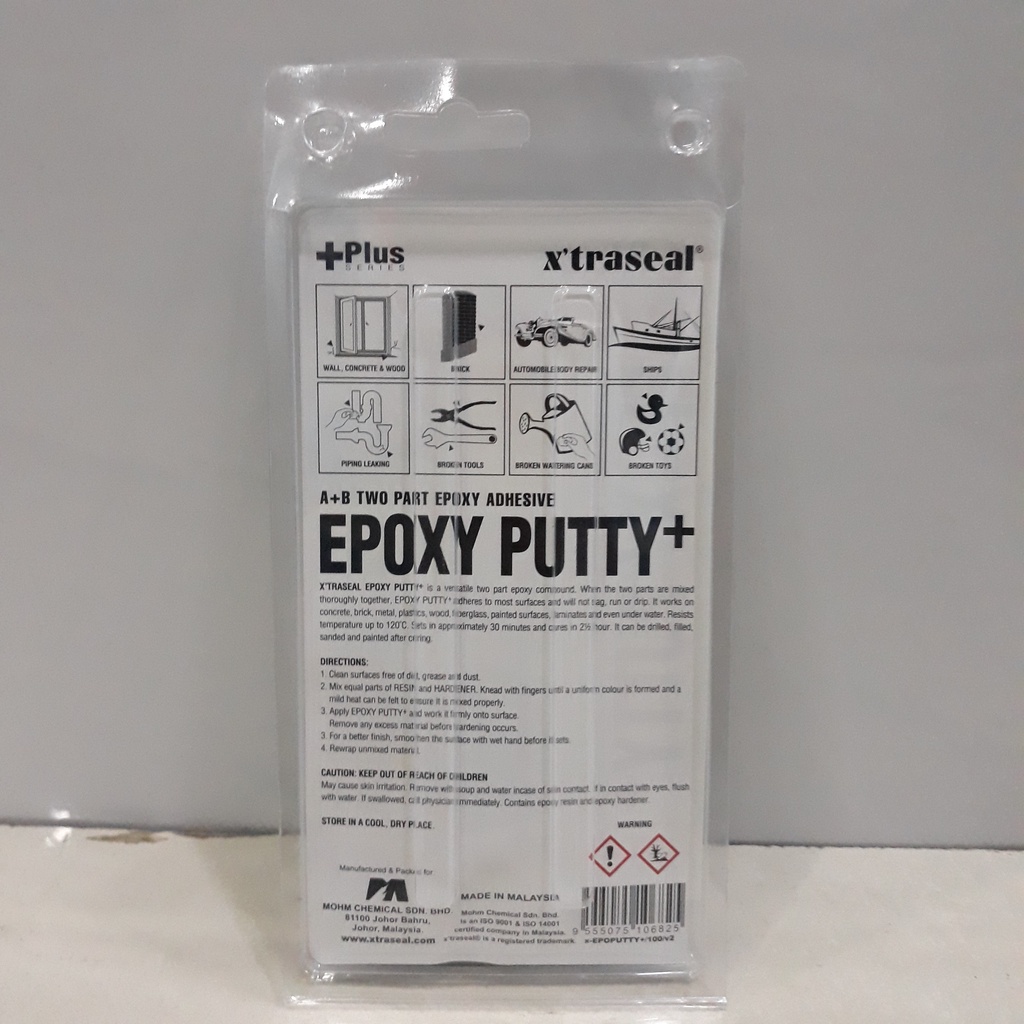 +Plus
SERIES
x'traseal®
WALL, CONCRETE & WOOD
BRICK
AUTOMOBILE BODY REPAIR
SHIPS
PIPING LEAKING
BROKEN TOOLS
BROKEN WATERING CANS
BROKEN TOYS
A+B TWO PART EPOXY ADHESIVE
EPOXY PUTTY+
X'TRASEAL EPOXY PUTTY+ is a versatile two part epoxy compound. When the two parts are mixed
thoroughly together, EPOXY PUTTY+ adheres to most surfaces and will not sag, run or drip. It works on
concrete, brick, metal, plastics, wood, fiberglass, painted surfaces, laminates and even under water. Resists
temperature up to 120°C. Sets in approximately 30 minutes and cures in 2½ hour. It can be drilled, filled,
sanded and painted after curing.
DIRECTIONS:
1. Clean surfaces free of dirt, grease and dust.
2. Mix equal parts of RESIN and HARDENER. Knead with fingers until a uniform colour is formed and a
mild heat can be felt to ensure it is mixed properly.
3. Apply EPOXY PUTTY+ and work it firmly onto surface.
Remove any excess material before hardening occurs.
3. For a better finish, smoothen the surface with wet hand before it sets.
4. Rewrap unmixed material.
CAUTION: KEEP OUT OF REACH OF CHILDREN
May cause skin irritation. Remove with soup and water incase of skin contact. If in contact with eyes, flush
with water. If swallowed, call physician immediately. Contains epoxy resin and epoxy hardener.
STORE IN A COOL, DRY PLACE.
WARNING
Manufactured & Packed for
MOHM CHEMICAL SDN. BHD.
81100 Johor Bahru,
Johor, Malaysia.
www.xtraseal.com
MADE IN MALAYSIA
Mohm Chemical Sdn. Bhd.
is an ISO 9001 & ISO 14001
certified company in Malaysia.
x'traseal® is a registered trademark.
9 555075 106825
x-EPOPUTTY+/100/v2